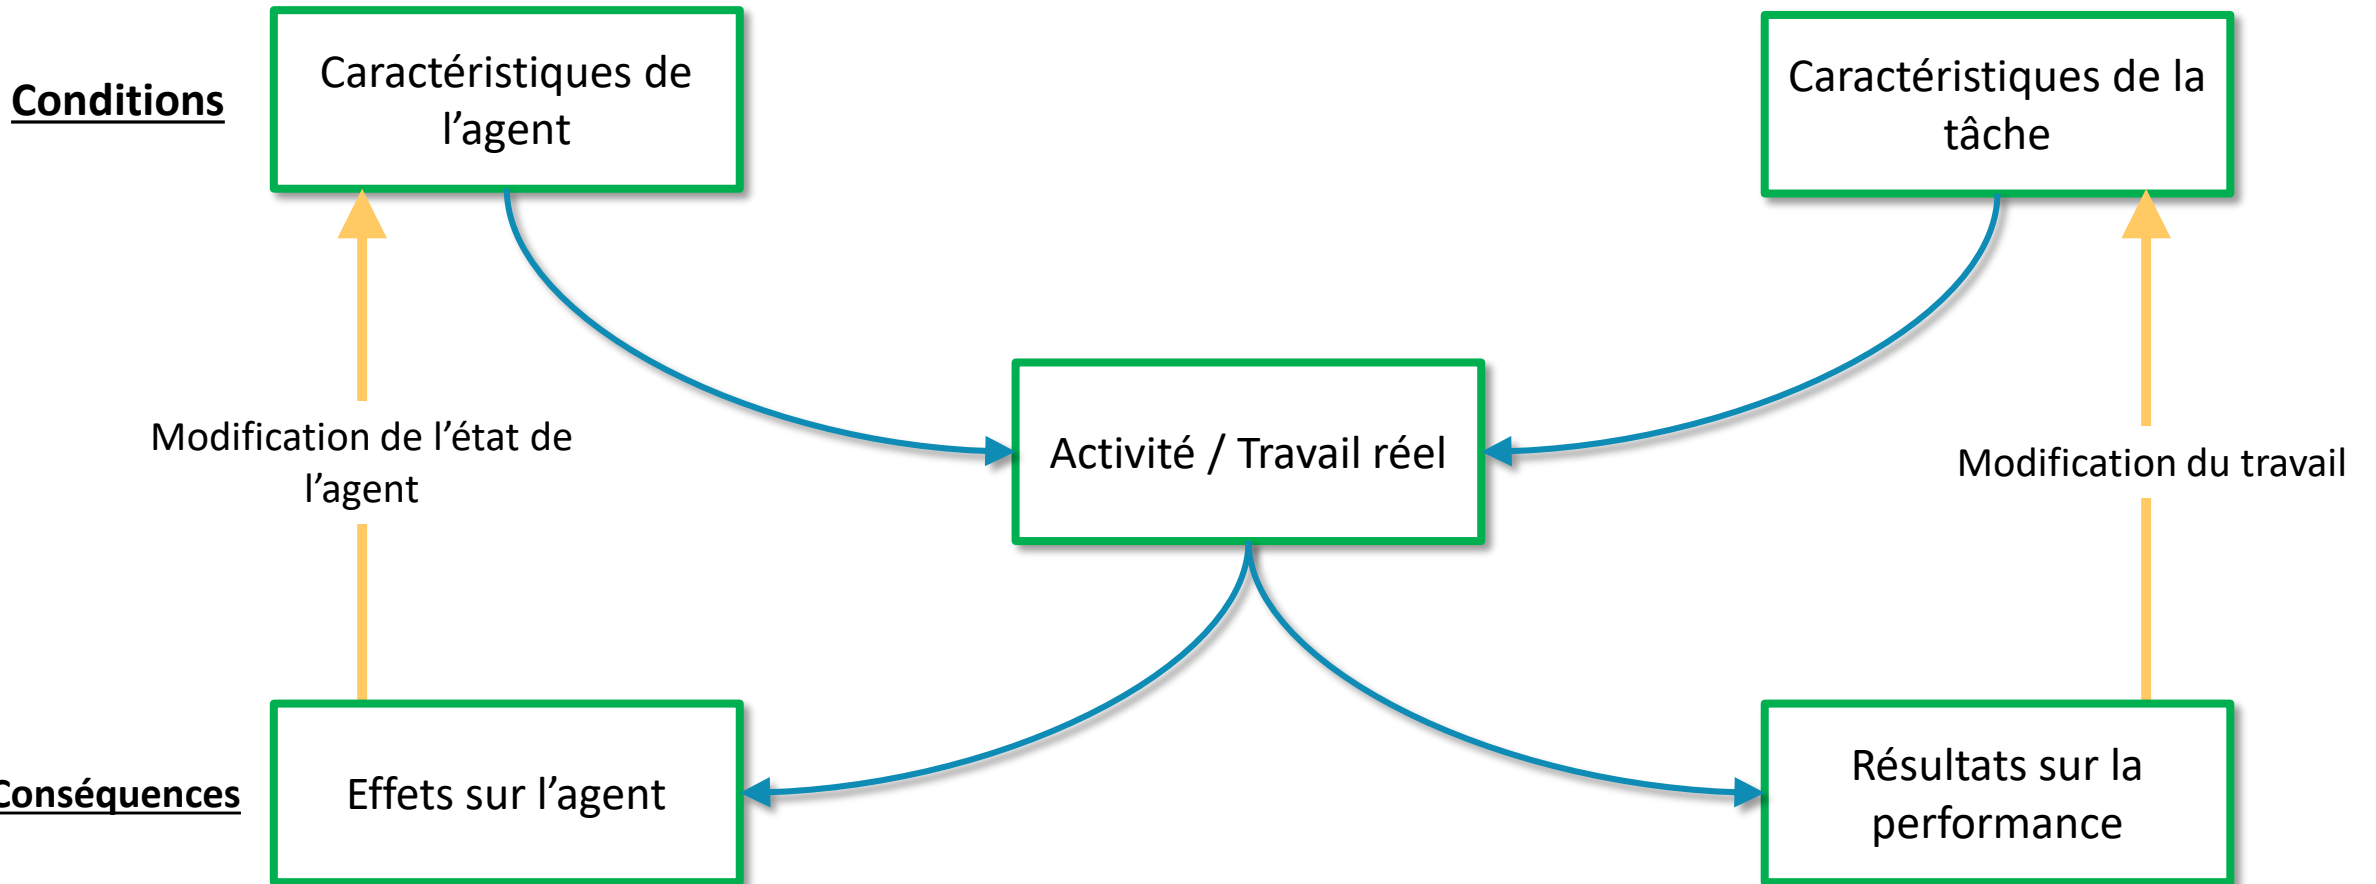 Conditions
Caractéristiques de
l’agent
Caractéristiques de la
tâche
Modification de l’état de
l’agent
Activité / Travail réel
Modification du travail
Conséquences
Effets sur l’agent
Résultats sur la
performance